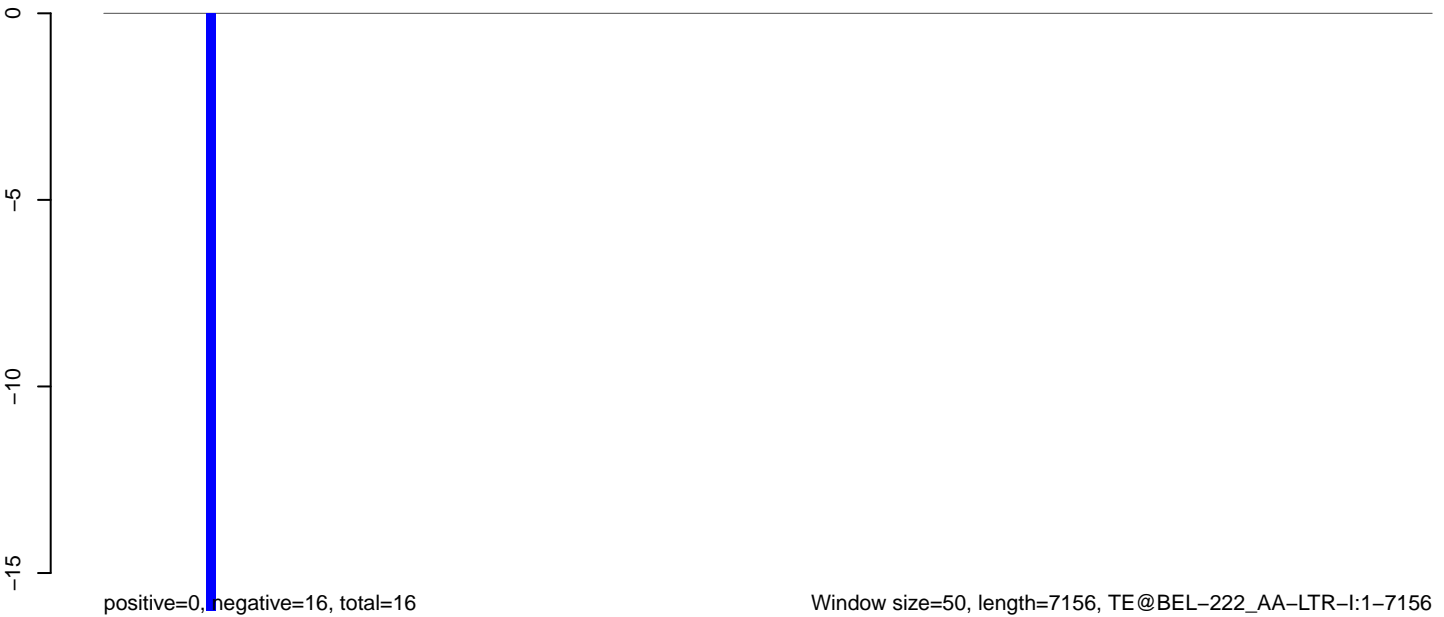 0
−5
−10
−15
positive=0, negative=16, total=16
Window size=50, length=7156, TE@BEL−222_AA−LTR−I:1−7156